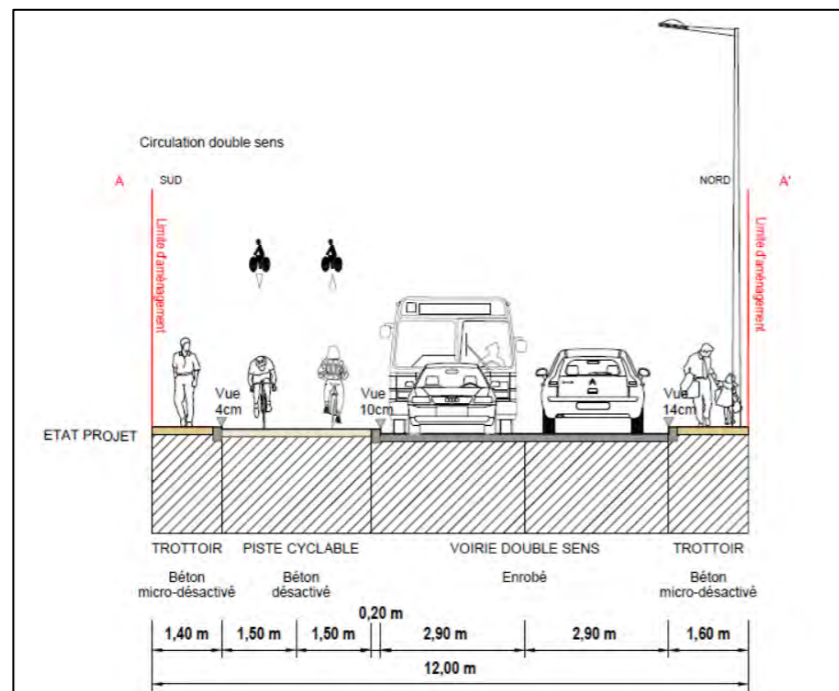 Circulation double sens
A SUD NORD A'
Limite d'aménagement
Limite d'aménagement
Vue
4cm
Vue
10cm
Vue
14cm
ETAT PROJET
TROTTOIR PISTE CYCLABLE VOIRIE DOUBLE SENS TROTTOIR
Béton
micro-désactivé
Béton
désactivé
Enrobé
Béton
micro-désactivé
0,20 m
1,40 m 1,50 m 1,50 m 2,90 m 2,90 m 1,60 m
12,00 m